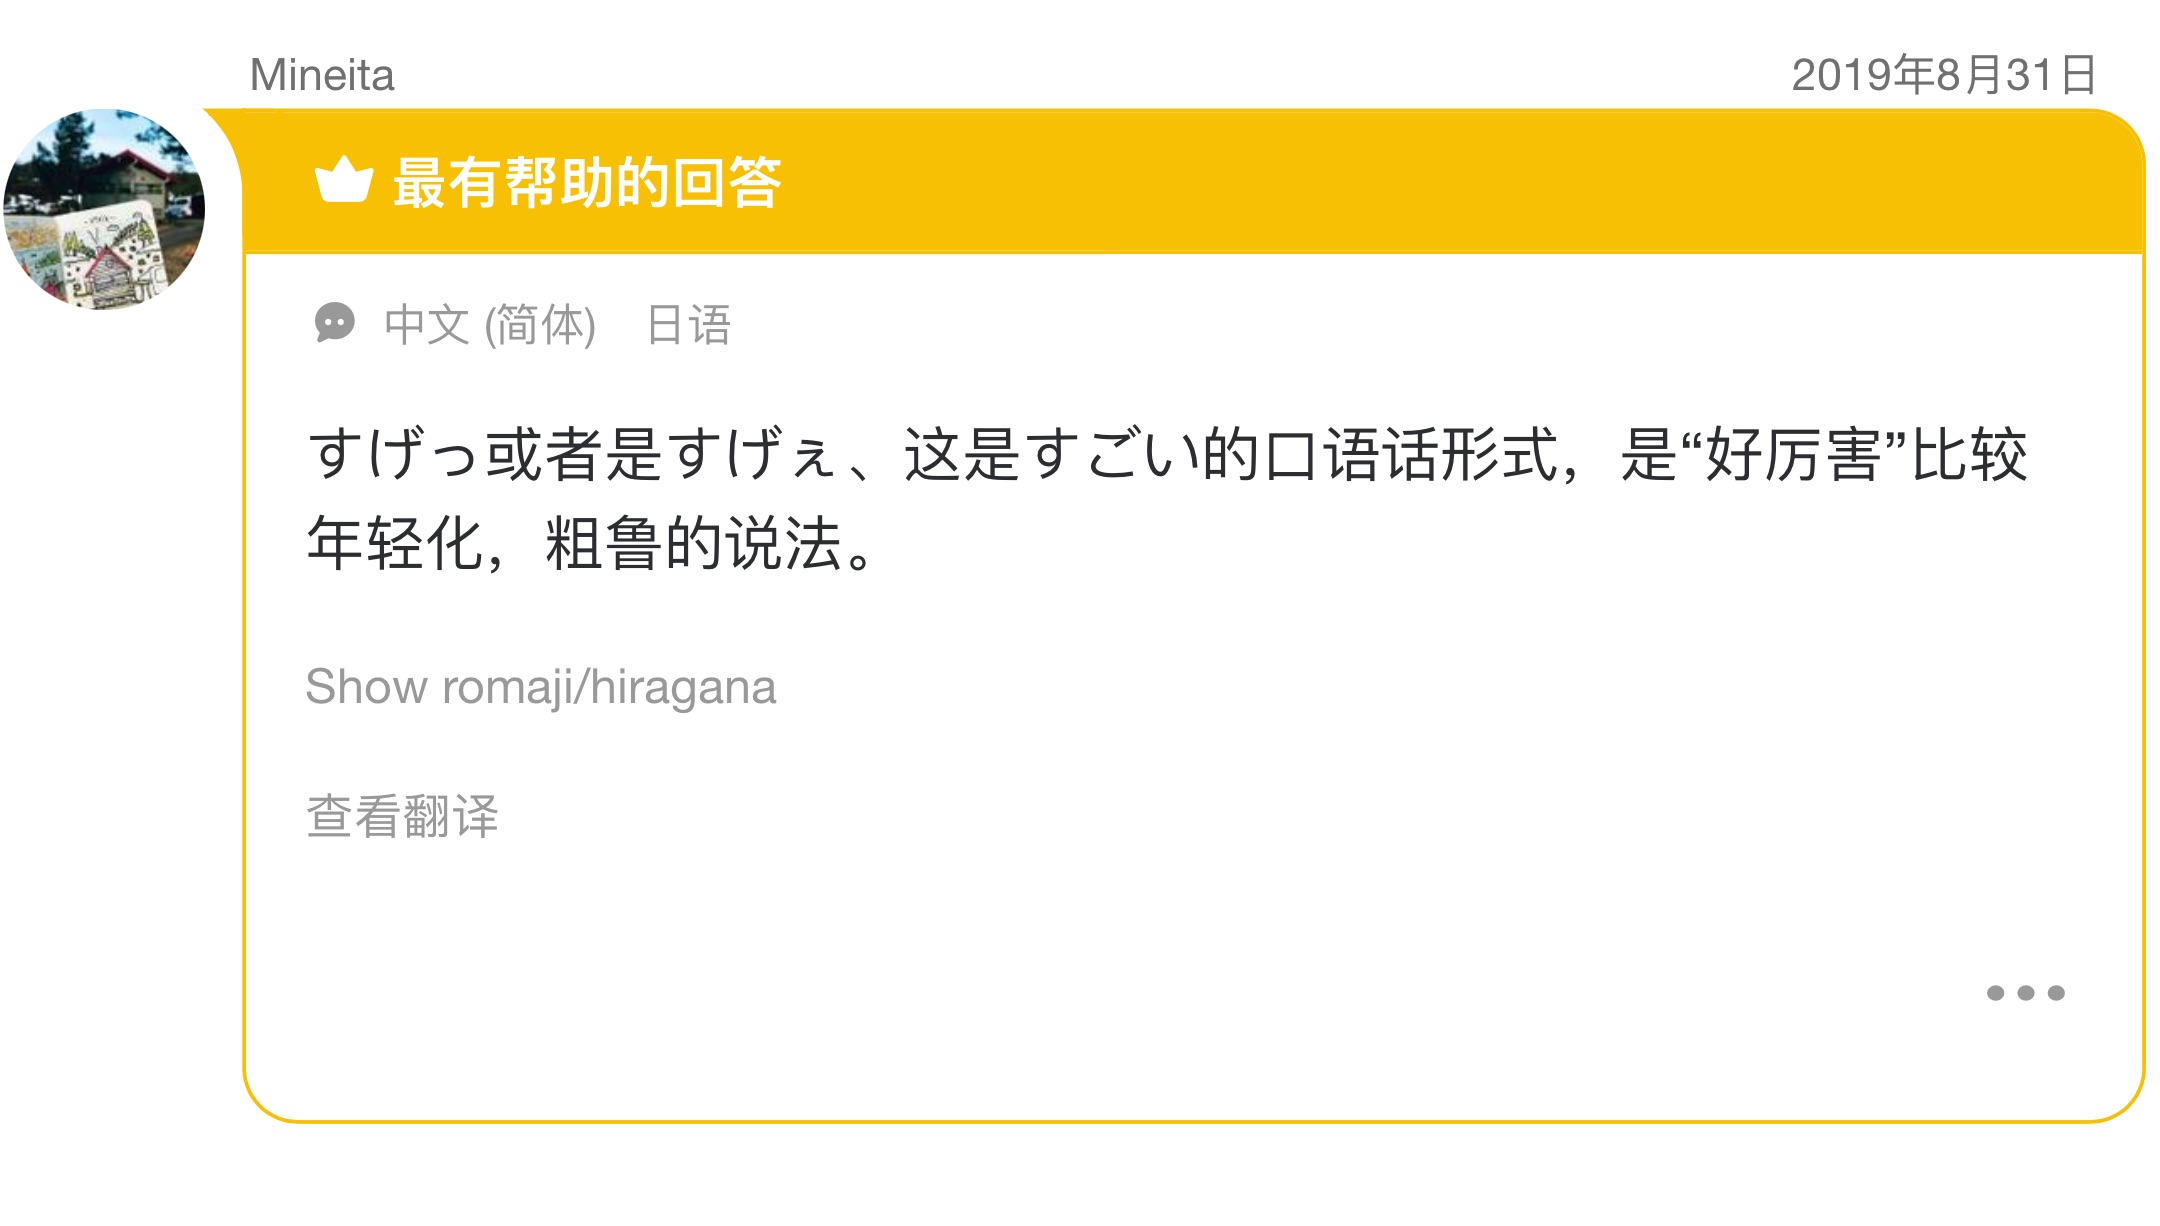 Mineita
2019年8月31日
最有帮助的回答
中文 (简体) 日语
すげっ或者是すげぇ、这是すごい的口语话形式，是“好厉害”比较
年轻化，粗鲁的说法。
Show romaji/hiragana
查看翻译